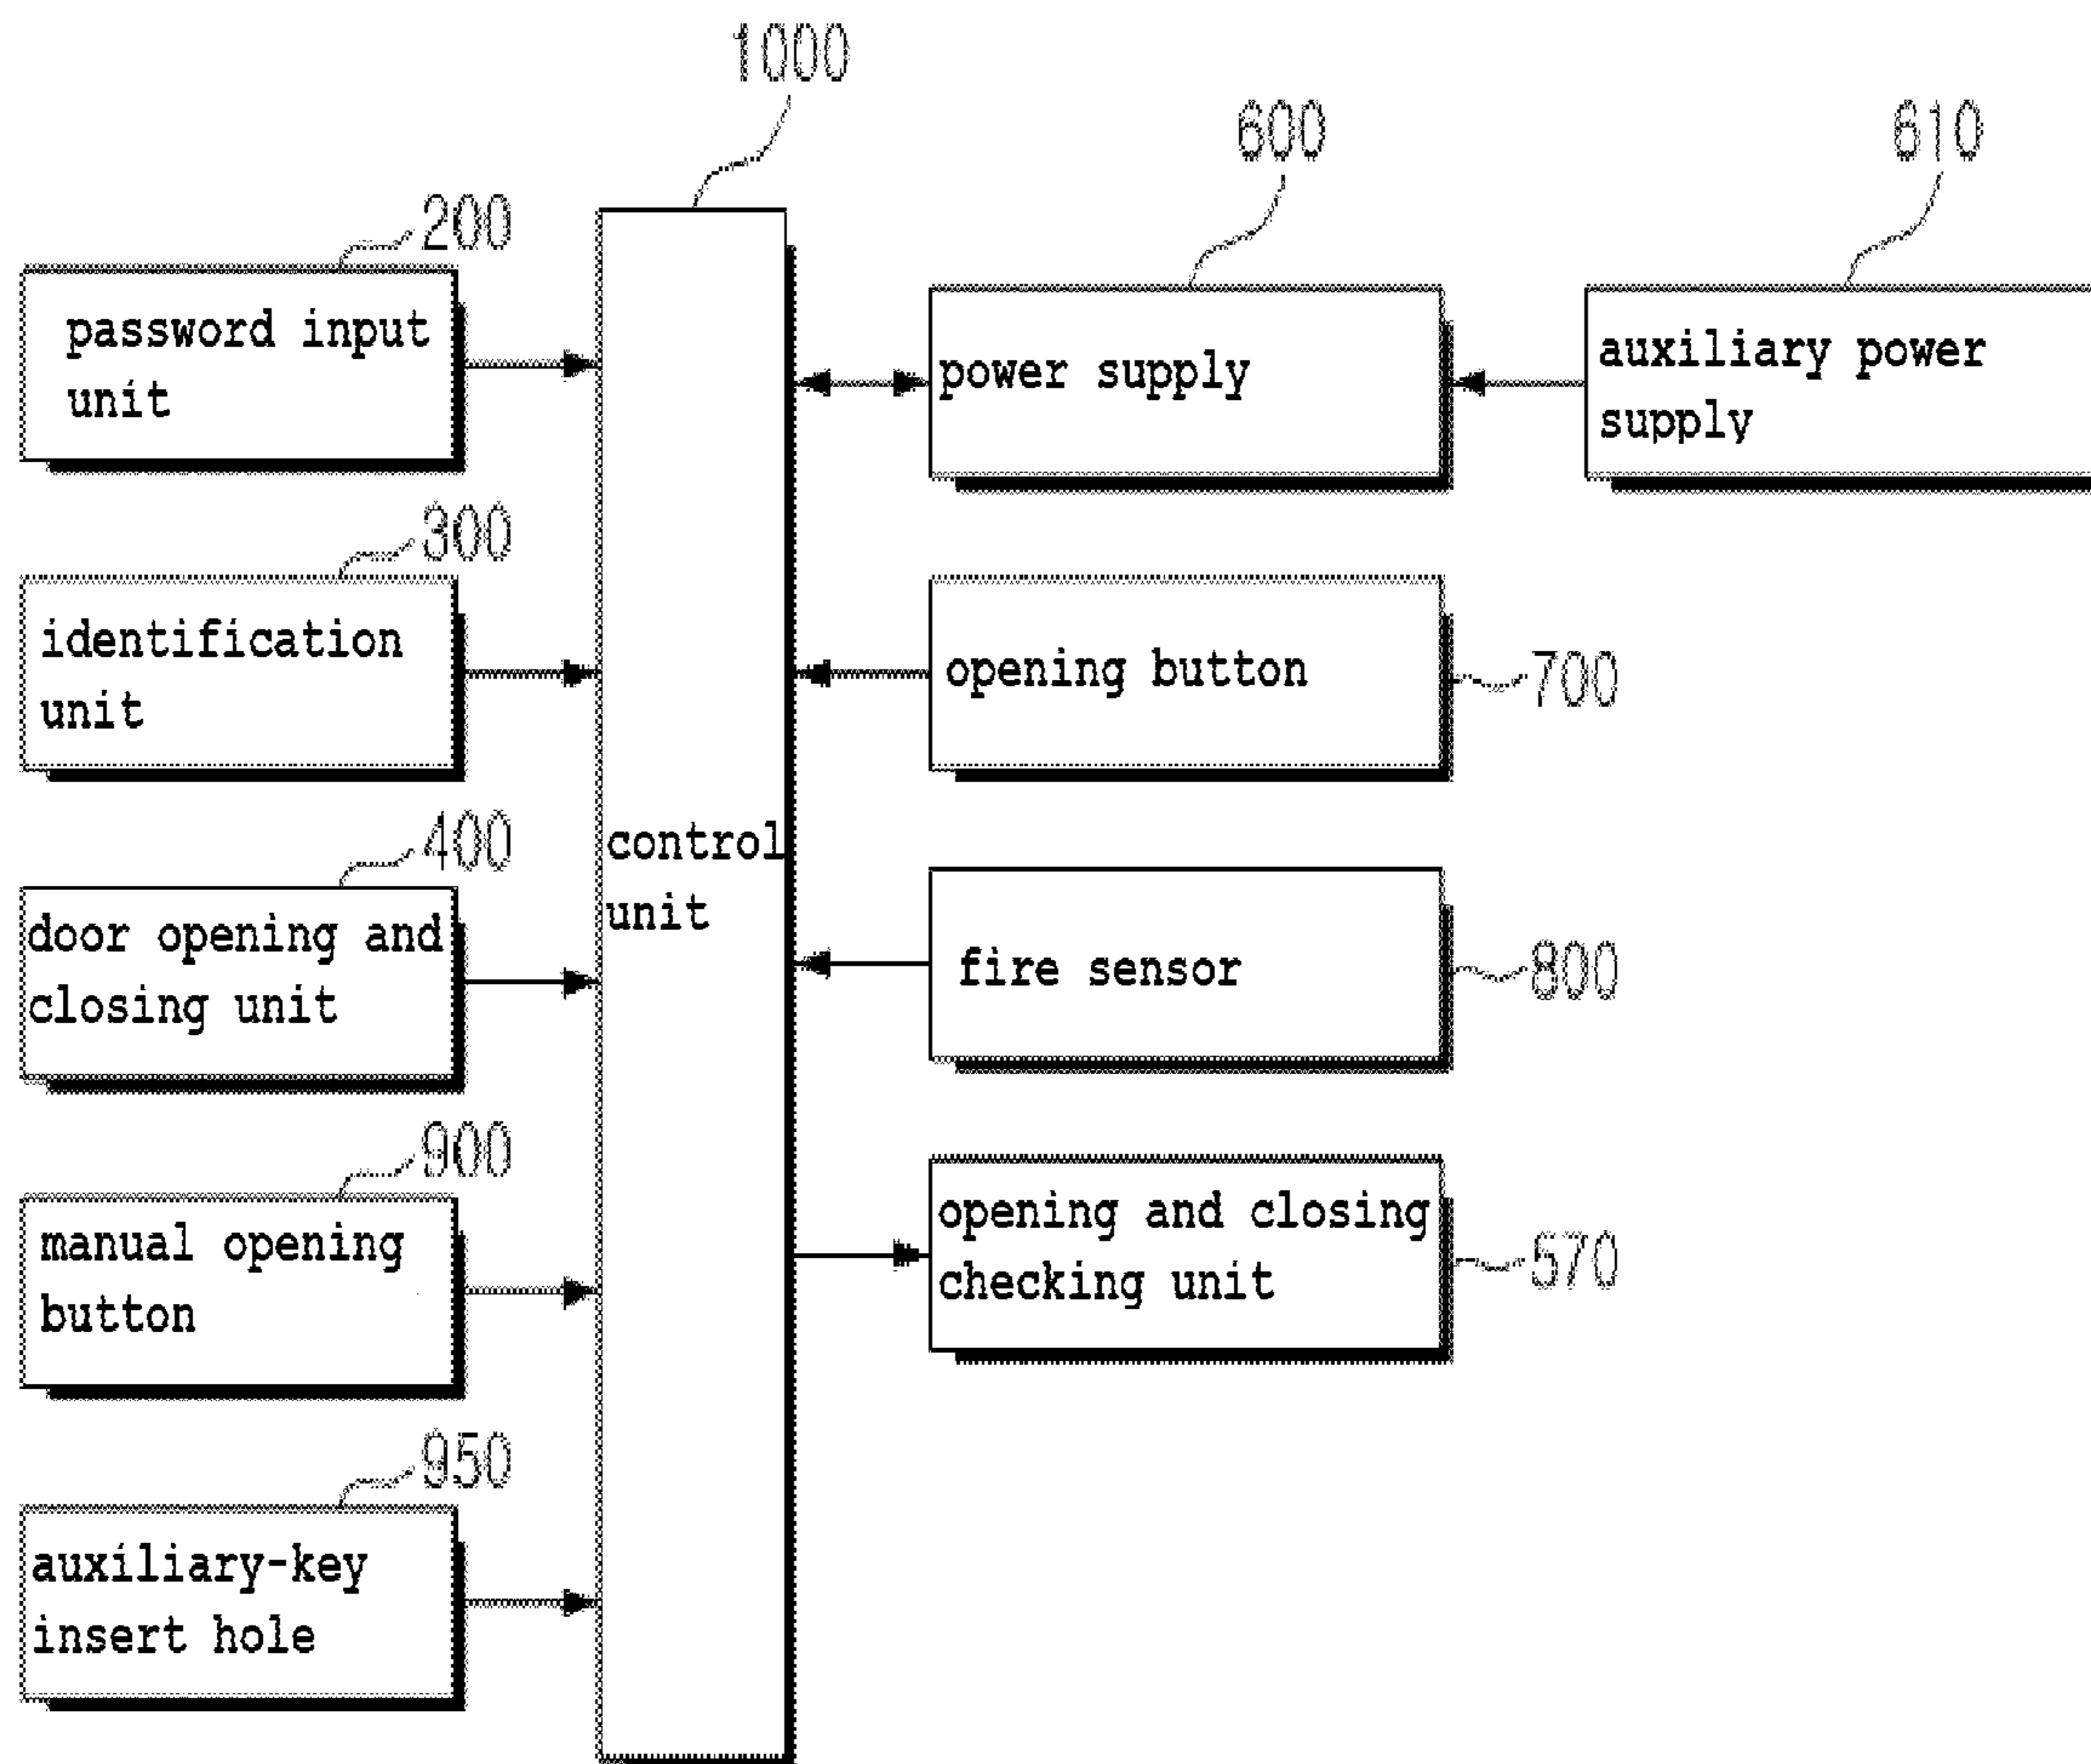 1000
600
610
200
password input
unit
power supply
auxiliary power
supply
300
identification
unit
opening button
700
400
door opening and
closing unit
control
unit
fire sensor
800
900
manual opening
button
opening and closing
checking unit
570
950
auxiliary-key
insert hole